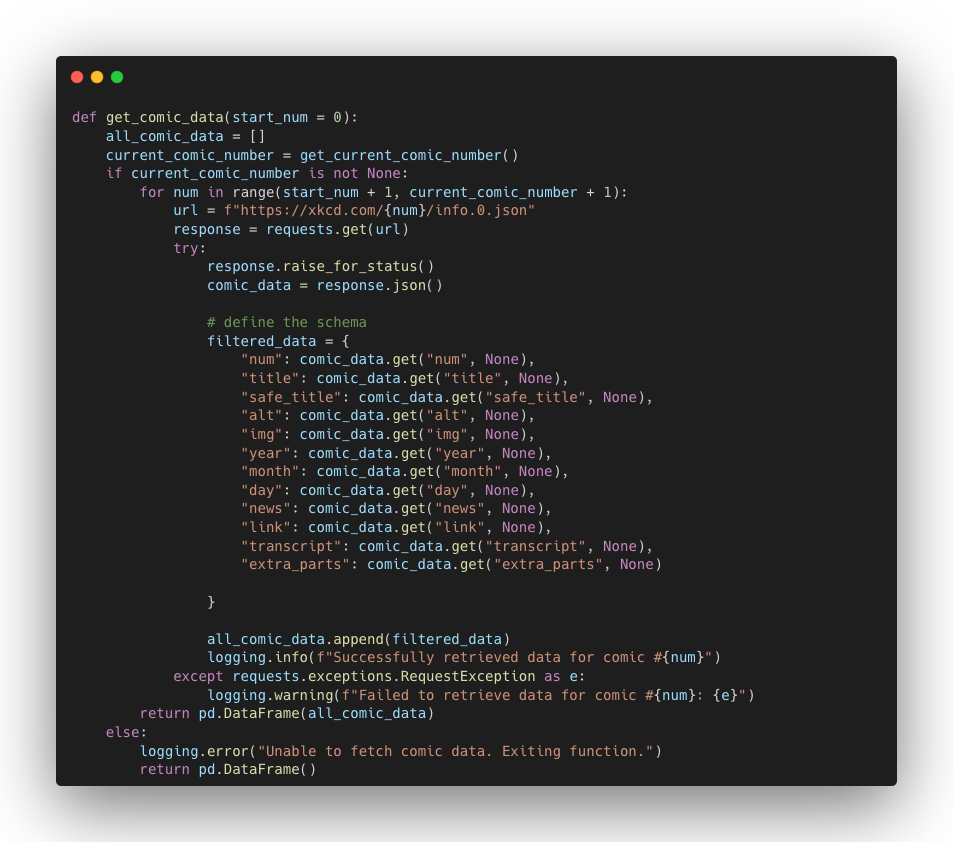 def get_comic_data(start_num = 0):
    all_comic_data = []
    current_comic_number = get_current_comic_number()
    if current_comic_number is not None:
        for num in range(start_num + 1, current_comic_number + 1):
            url = f"https://xkcd.com/{num}/info.0.json"
            response = requests.get(url)
            try:
                response.raise_for_status()
                comic_data = response.json()

                # define the schema
                filtered_data = {
                    "num": comic_data.get("num", None),
                    "title": comic_data.get("title", None),
                    "safe_title": comic_data.get("safe_title", None),
                    "alt": comic_data.get("alt", None),
                    "img": comic_data.get("img", None),
                    "year": comic_data.get("year", None),
                    "month": comic_data.get("month", None),
                    "day": comic_data.get("day", None),
                    "news": comic_data.get("news", None),
                    "link": comic_data.get("link", None),
                    "transcript": comic_data.get("transcript", None),
                    "extra_parts": comic_data.get("extra_parts", None)

                }

                all_comic_data.append(filtered_data)
                logging.info(f"Successfully retrieved data for comic #{num}")
            except requests.exceptions.RequestException as e:
                logging.warning(f"Failed to retrieve data for comic #{num}: {e}")
        return pd.DataFrame(all_comic_data)
    else:
        logging.error("Unable to fetch comic data. Exiting function.")
        return pd.DataFrame()